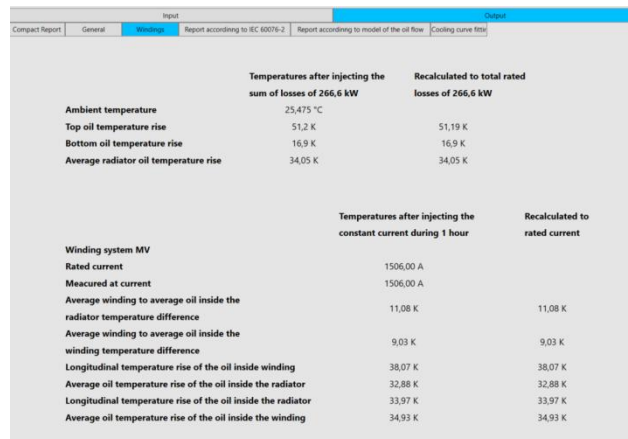 Input Output
Compact Report General Windings Report accordinng to IEC 60076-2 Report accordinng to model of the oil flow Cooling curve fittir
Temperatures after injecting the Recalculated to total rated
sum of losses of 266,6 kW losses of 266,6 kW
Ambient temperature 25,475 °C
Top oil temperature rise 51,2 K 51,19 K
Bottom oil temperature rise 16,9 K 16,9 K
Average radiator oil temperature rise 34,05 K 34,05 K
Temperatures after injecting the Recalculated to
constant current during 1 hour rated current
Winding system MV
Rated current 1506,00 A
Meacured at current 1506,00 A
Average winding to average oil inside the
radiator temperature difference 11,08 K 11,08 K
Average winding to average oil inside the
winding temperature difference 9,03 K 9,03 K
Longitudinal temperature rise of the oil inside winding 38,07 K 38,07 K
Average oil temperature rise of the oil inside the radiator 32,88 K 32,88 K
Longitudinal temperature rise of the oil inside the radiator 33,97 K 33,97 K
Average oil temperature rise of the oil inside the winding 34,93 K 34,93 K